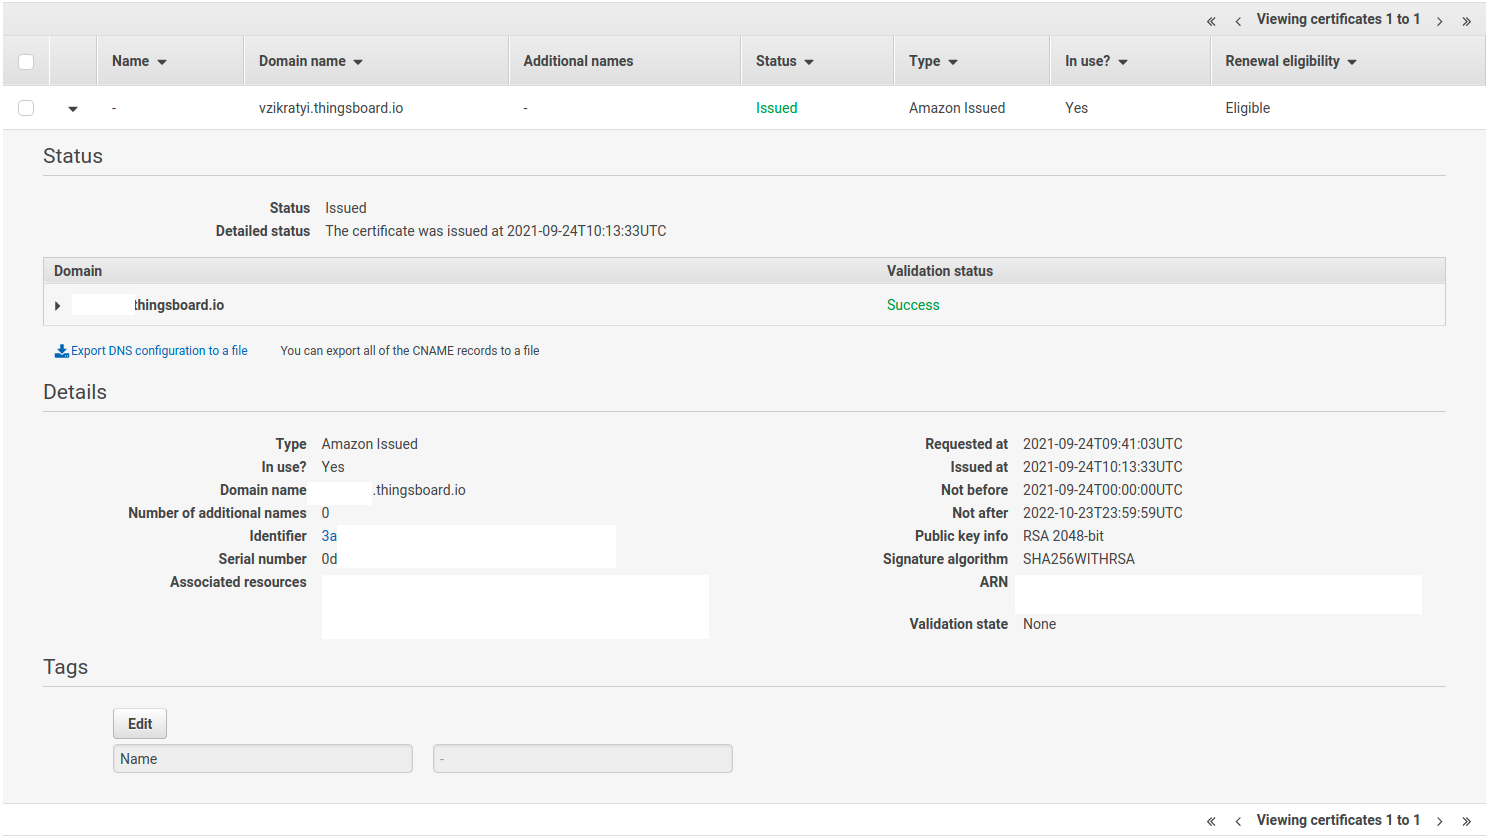 « ‹ Viewing certificates 1 to 1 › »
Name Domain name Additional names Status Type In use? Renewal eligibility
- vzikratyi.thingsboard.io - Issued Amazon Issued Yes Eligible
Status
Status Issued
Detailed status The certificate was issued at 2021-09-24T10:13:33UTC
Domain Validation status
thingsboard.io Success
Export DNS configuration to a file You can export all of the CNAME records to a file
Details
Type Amazon Issued
In use? Yes
Domain name .thingsboard.io
Number of additional names 0
Identifier 3a
Serial number 0d
Associated resources
Requested at 2021-09-24T09:41:03UTC
Issued at 2021-09-24T10:13:33UTC
Not before 2021-09-24T00:00:00UTC
Not after 2022-10-23T23:59:59UTC
Public key info RSA 2048-bit
Signature algorithm SHA256WITHRSA
ARN
Validation state None
Tags
Edit
Name -
« ‹ Viewing certificates 1 to 1 › »